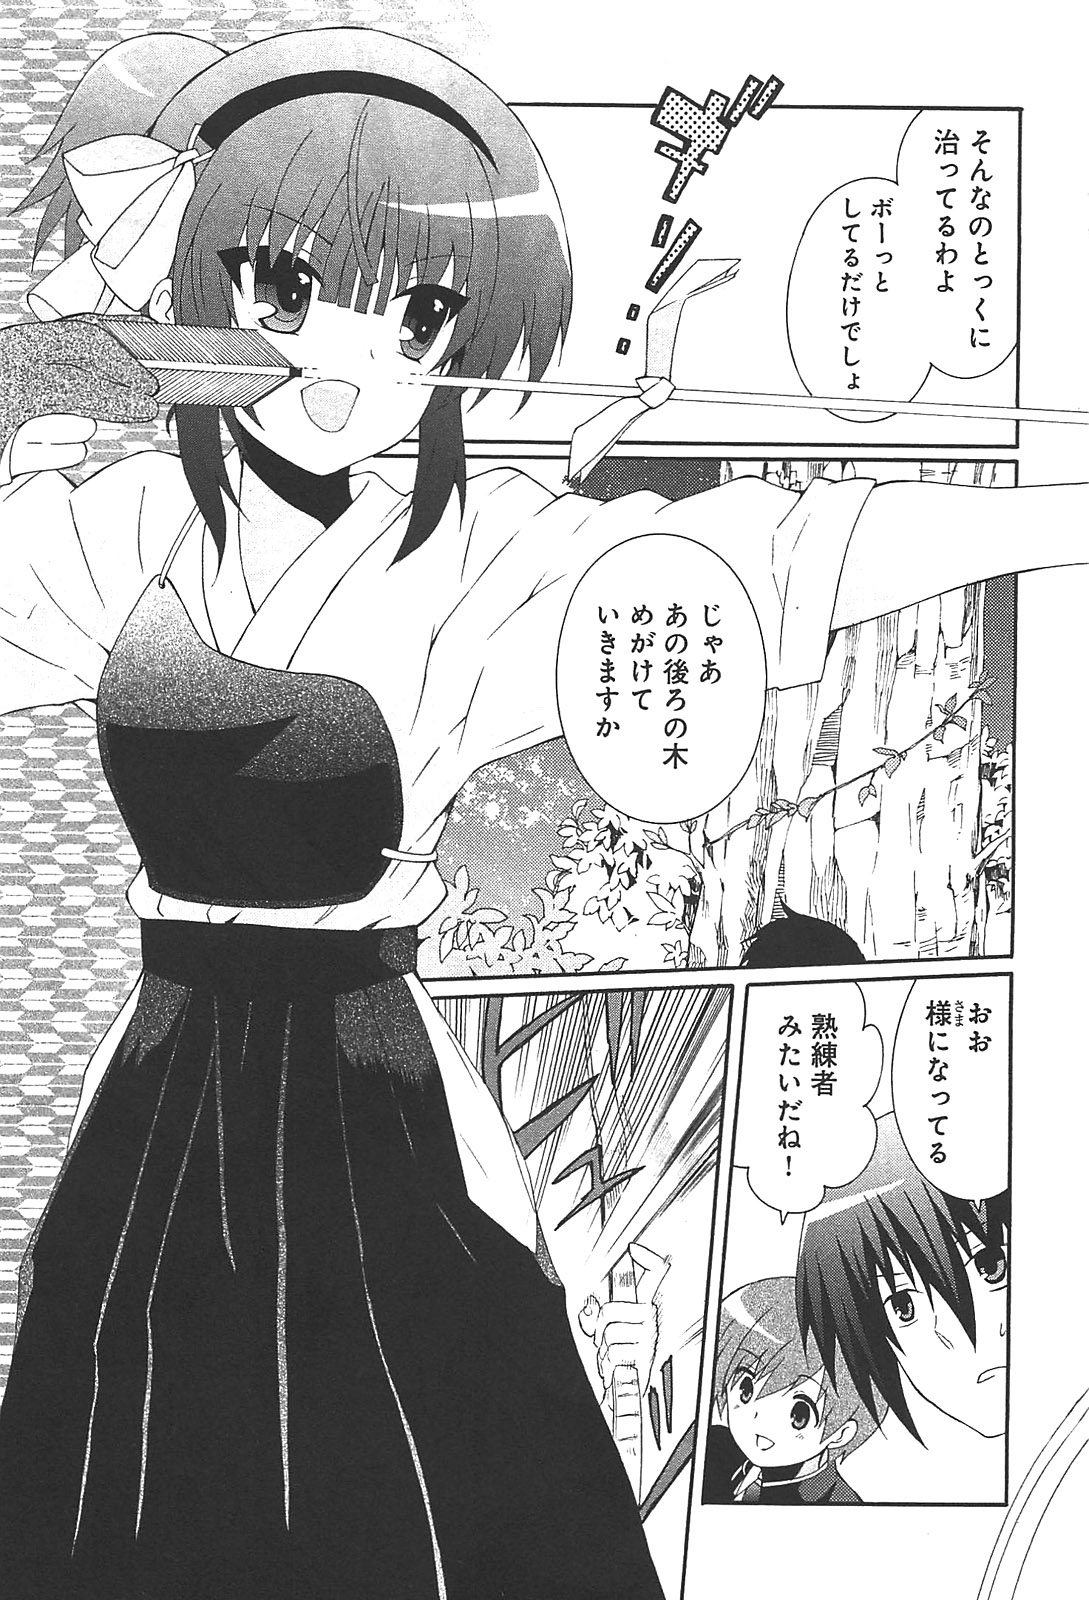 そんなのとっくに
治ってるわよ
ボーっと
してるだけでしょ
ギッ…
じゃあ
あの後ろの木
めがけて
いきますか
おお
様になってる
さま
熟練者
みたいだね！